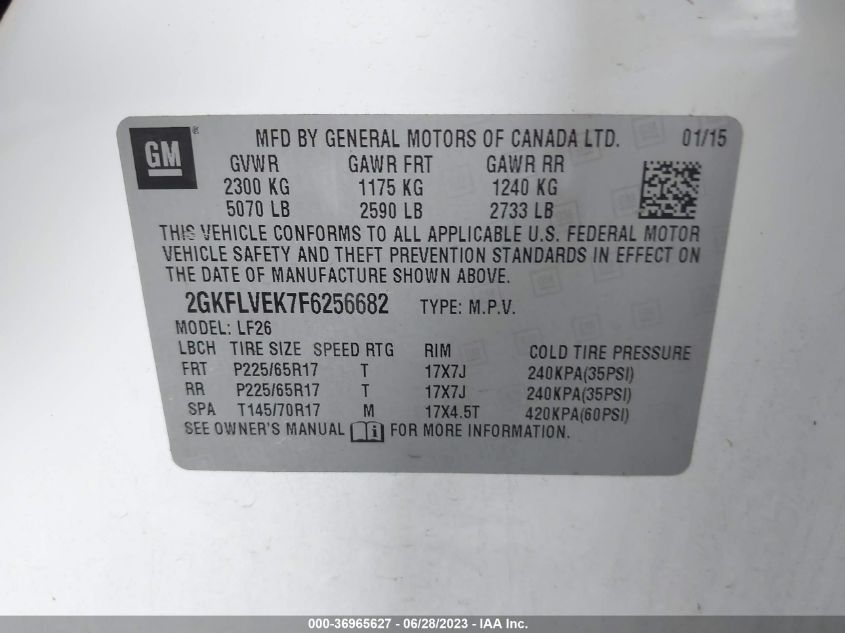 GM ® MFD BY GENERAL MOTORS OF CANADA LTD. 01/15
GVWR GAWR FRT GAWR RR
2300 KG 1175 KG 1240 KG
5070 LB 2590 LB 2733 LB
THIS VEHICLE CONFORMS TO ALL APPLICABLE U.S. FEDERAL MOTOR
VEHICLE SAFETY AND THEFT PREVENTION STANDARDS IN EFFECT ON
THE DATE OF MANUFACTURE SHOWN ABOVE.
2GKFLVEK7F6256682 TYPE: M.P.V.
MODEL: LF26
LBCH TIRE SIZE SPEED RTG RIM COLD TIRE PRESSURE
FRT P225/65R17 T 17X7J 240KPA(35PSI)
RR P225/65R17 T 17X7J 240KPA(35PSI)
SPA T145/70R17 M 17X4.5T 420KPA(60PSI)
SEE OWNER'S MANUAL i FOR MORE INFORMATION.
000-36965627 - 06/28/2023 - IAA Inc.